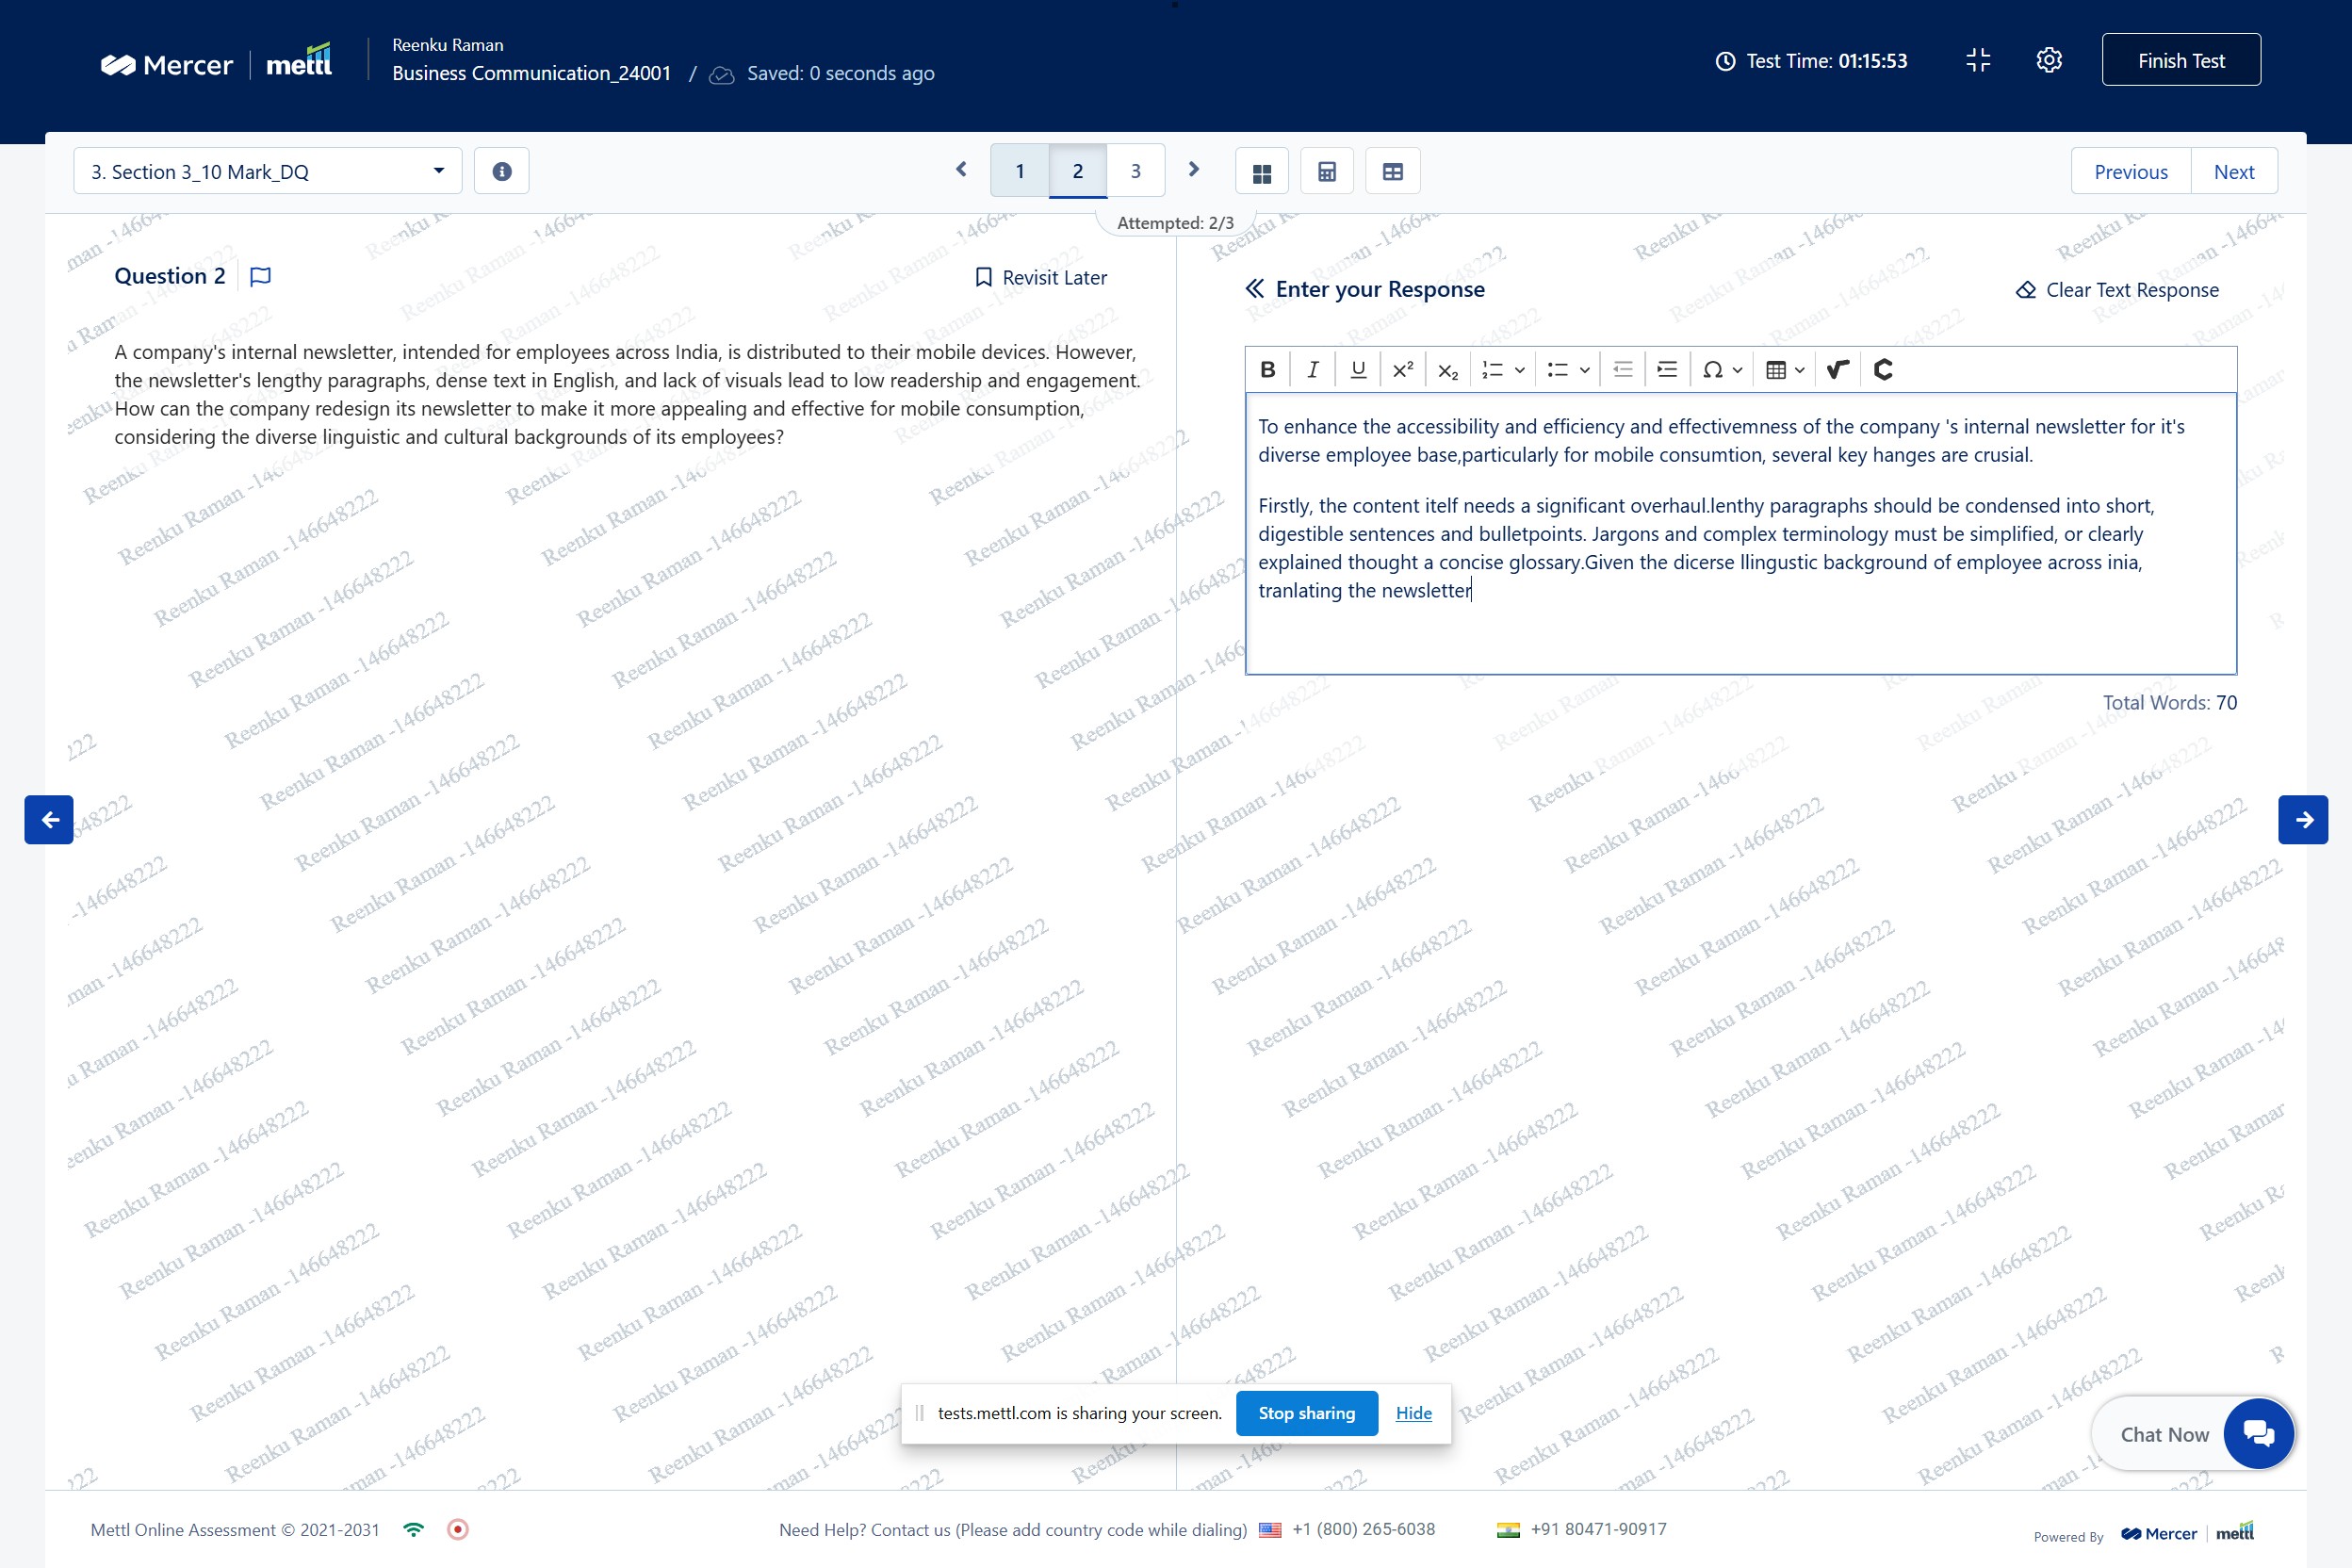 Mercer | mettl
Reenku Raman
Business Communication_24001 / Saved: 0 seconds ago
Test Time: 01:15:53
Finish Test
3. Section 3_10 Mark_DQ
1 2 3
Previous Next
Attempted: 2/3
Question 2
Revisit Later
A company's internal newsletter, intended for employees across India, is distributed to their mobile devices. However,
the newsletter's lengthy paragraphs, dense text in English, and lack of visuals lead to low readership and engagement.
How can the company redesign its newsletter to make it more appealing and effective for mobile consumption,
considering the diverse linguistic and cultural backgrounds of its employees?
Enter your Response
Clear Text Response
B I U x² x₂ Ω
To enhance the accessibility and efficiency and effectivemness of the company 's internal newsletter for it's
diverse employee base,particularly for mobile consumtion, several key hanges are crusial.
Firstly, the content itelf needs a significant overhaul.lenthy paragraphs should be condensed into short,
digestible sentences and bulletpoints. Jargons and complex terminology must be simplified, or clearly
explained thought a concise glossary.Given the dicerse llingustic background of employee across inia,
tranlating the newsletter
Total Words: 70
Reenku Raman -146648222
tests.mettl.com is sharing your screen. Stop sharing Hide
Chat Now
Mettl Online Assessment © 2021-2031
Need Help? Contact us (Please add country code while dialing) +1 (800) 265-6038 +91 80471-90917
Powered By Mercer | mettl